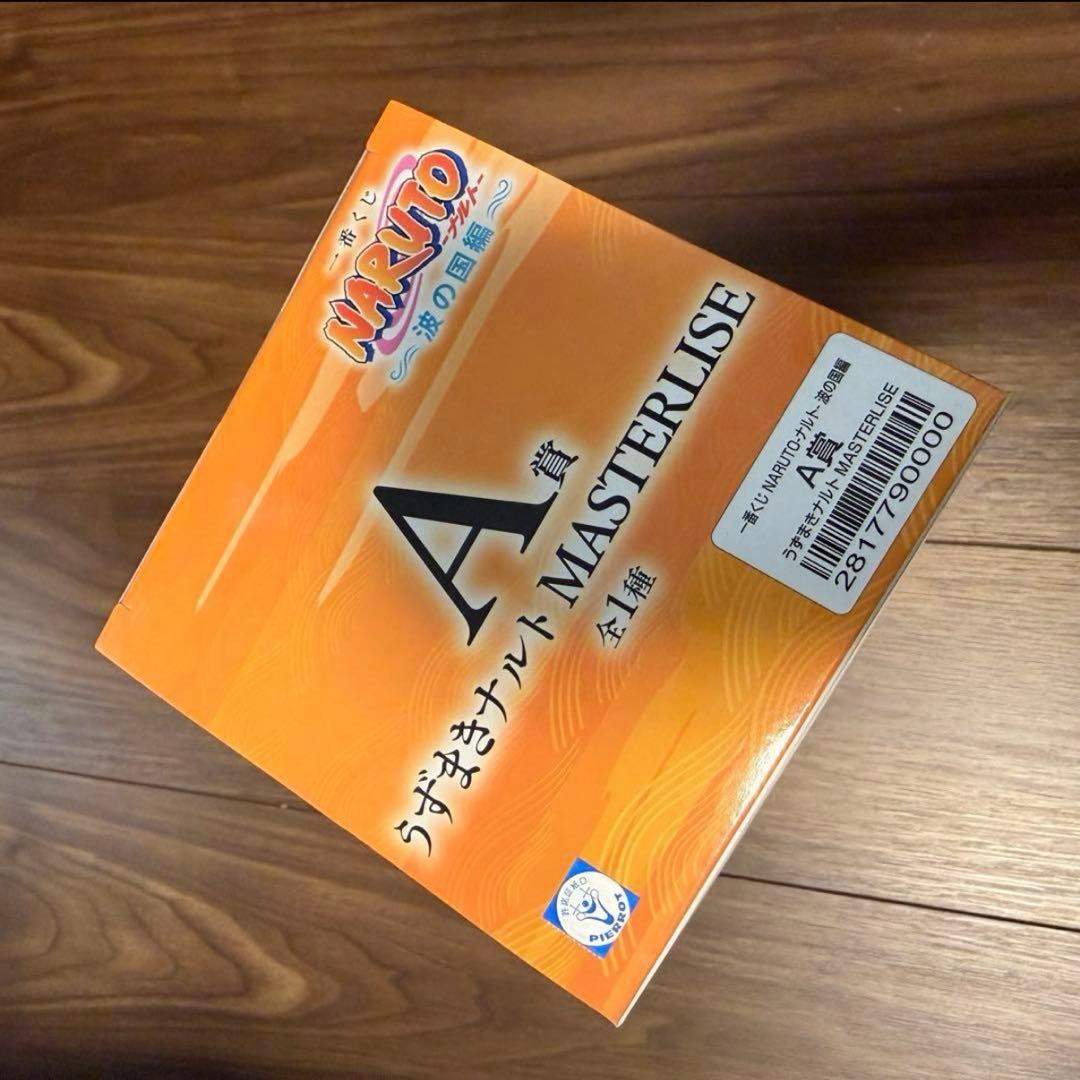 一番くじ
NARUTO
-ナルト-
波の国編
A賞
うずまきナルト MASTERLISE
全1種
一番くじ NARUTO-ナルト- 波の国編
A賞
うずまきナルト MASTERLISE
2817790000
PIERROT